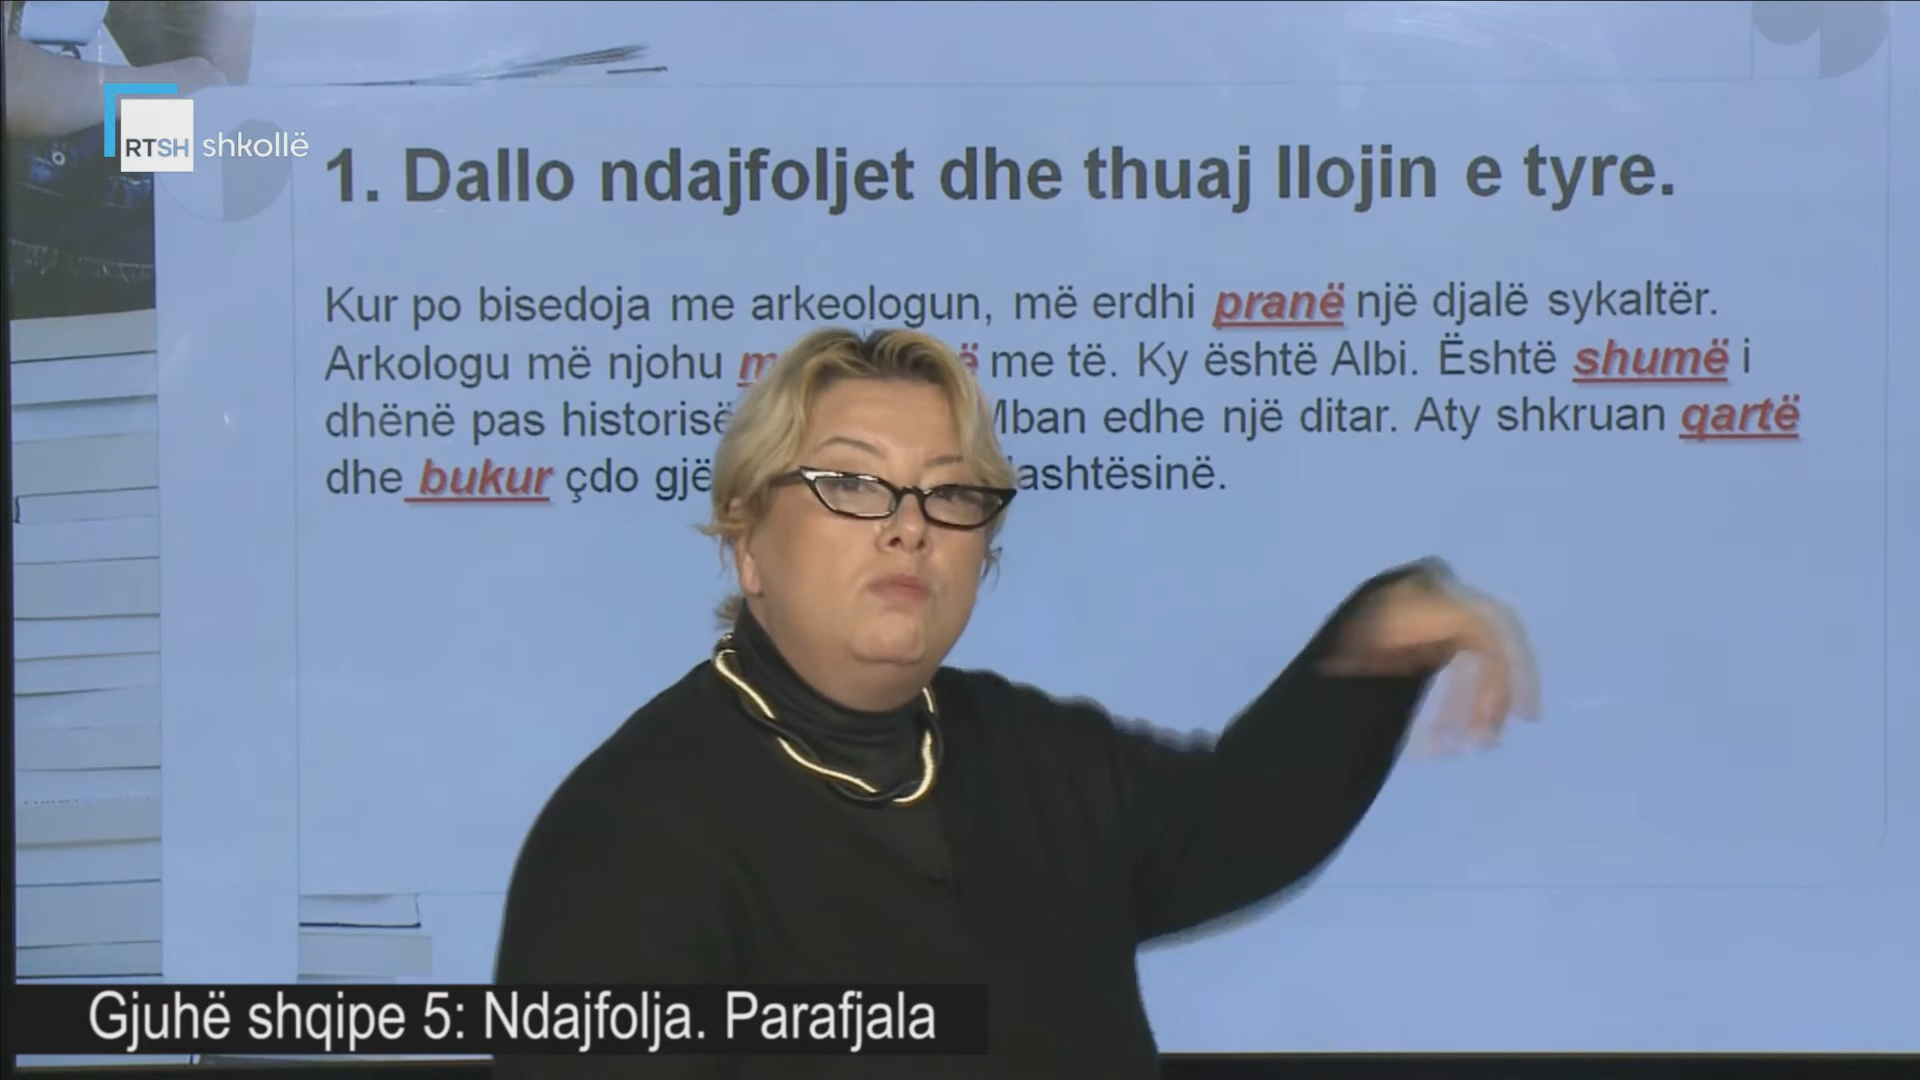 RTSH shkollë
1. Dallo ndajfoljet dhe thuaj llojin e tyre.
Kur po bisedoja me arkeologun, më erdhi pranë një djalë sykaltër.
Arkologu më njohu me të. Ky është Albi. Është shumë i
dhënë pas historisë edhe një ditar. Aty shkruan qartë
dhe bukur çdo gjë
Gjuhë shqipe 5: Ndajfolja. Parafjala